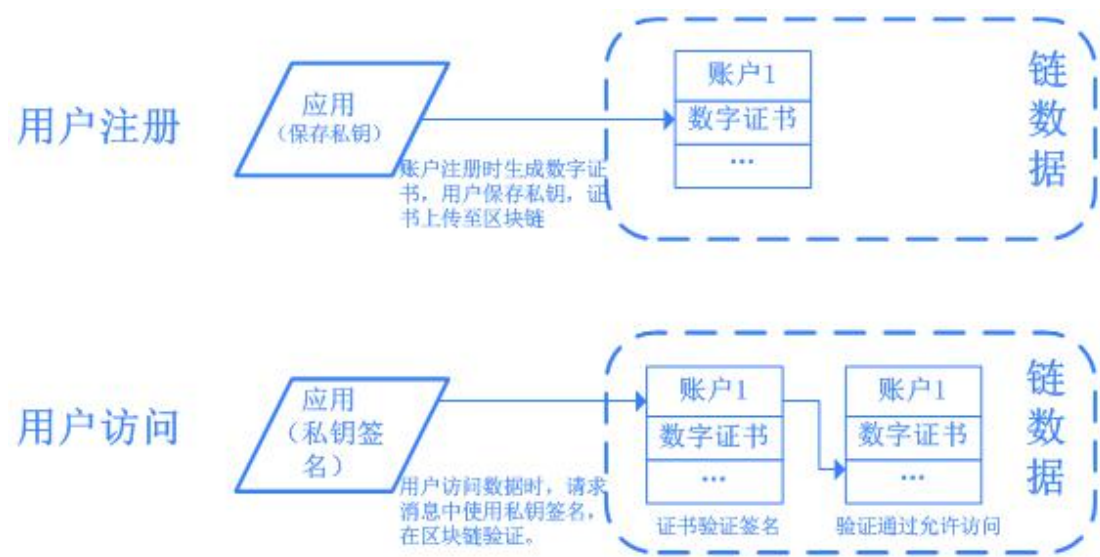 用户注册
应用
（保存私钥）
账户注册时生成数字证
书，用户保存私钥，证
书上传至区块链
账户1
数字证书
...
链
数
据
用户访问
应用
（私钥签
名）
用户访问数据时，请求
消息中使用私钥签名，
在区块链验证。
账户1
数字证书
...
证书验证签名
账户1
数字证书
...
验证通过允许访问
链
数
据